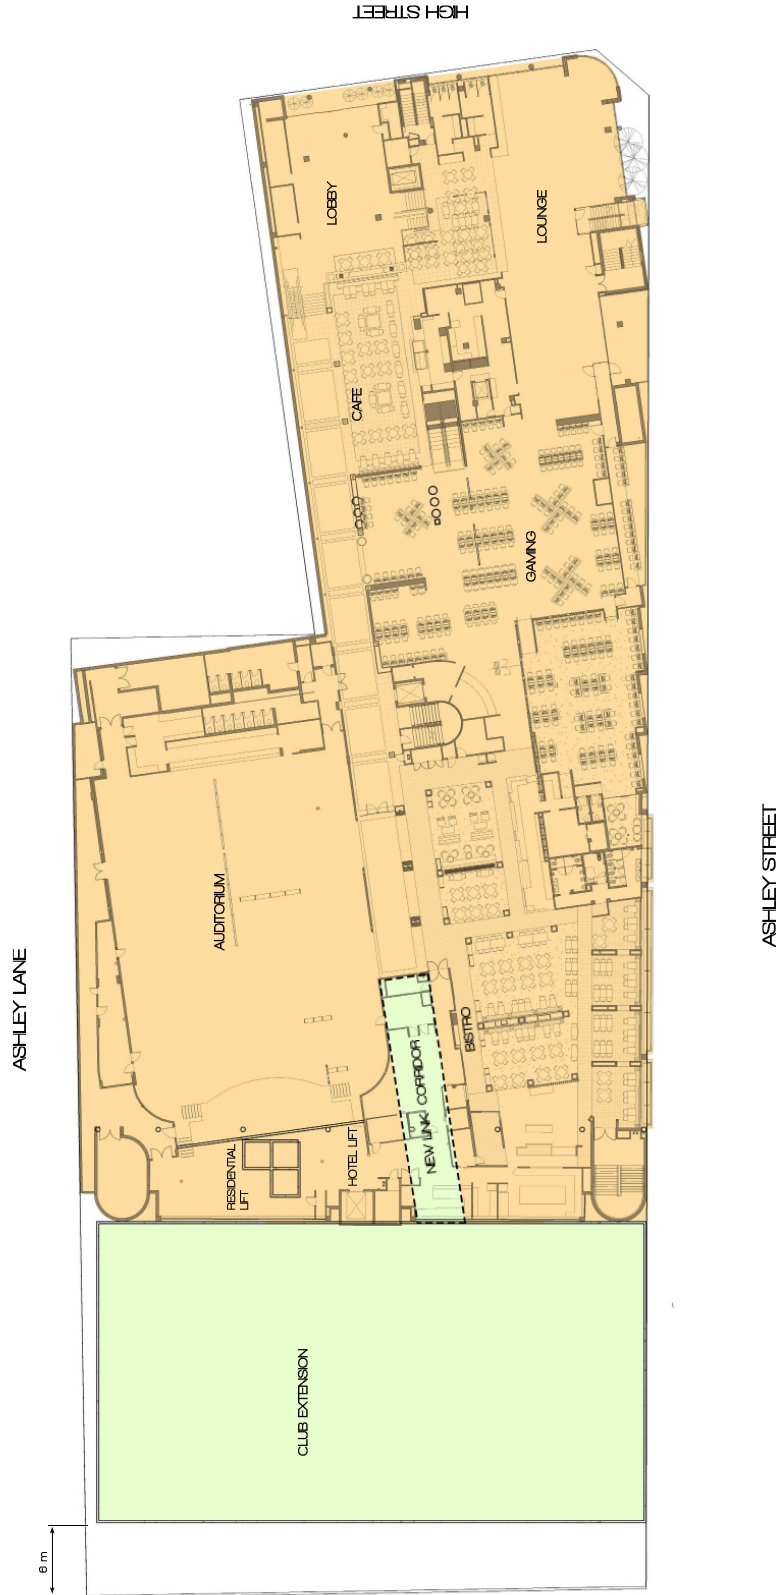 HIGH STREET
LOBBY
LOUNGE
CAFE
GAMING
ASHLEY STREET
AUDITORIUM
ASHLEY LANE
BISTRO
NEW LINK CORRIDOR
HOTEL LIFT
RESIDENTIAL
LIFT
CLUB EXTENSION
6 m